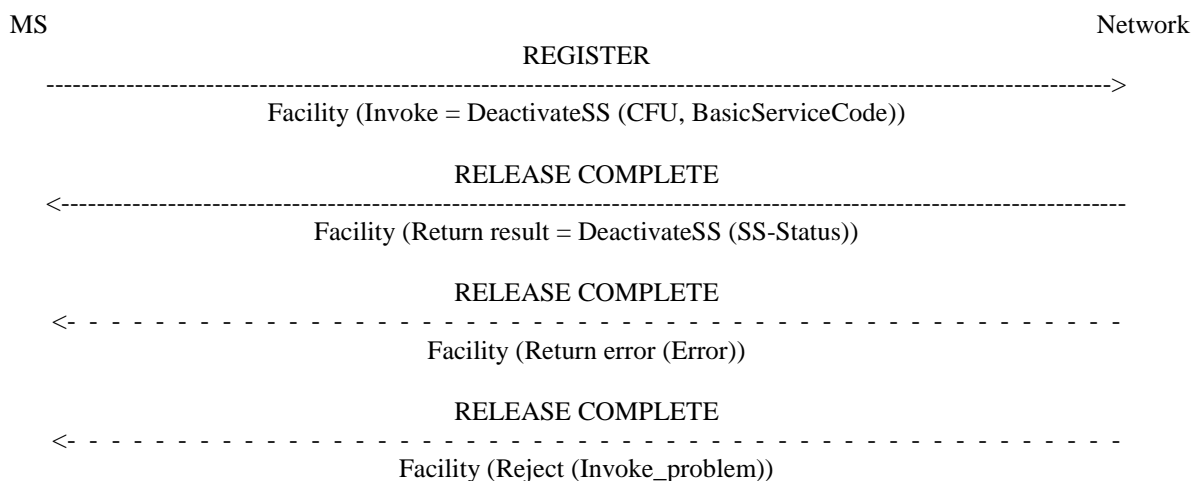 MS Network
REGISTER
Facility (Invoke = DeactivateSS (CFU, BasicServiceCode))
RELEASE COMPLETE
Facility (Return result = DeactivateSS (SS-Status))
RELEASE COMPLETE
Facility (Return error (Error))
RELEASE COMPLETE
Facility (Reject (Invoke_problem))